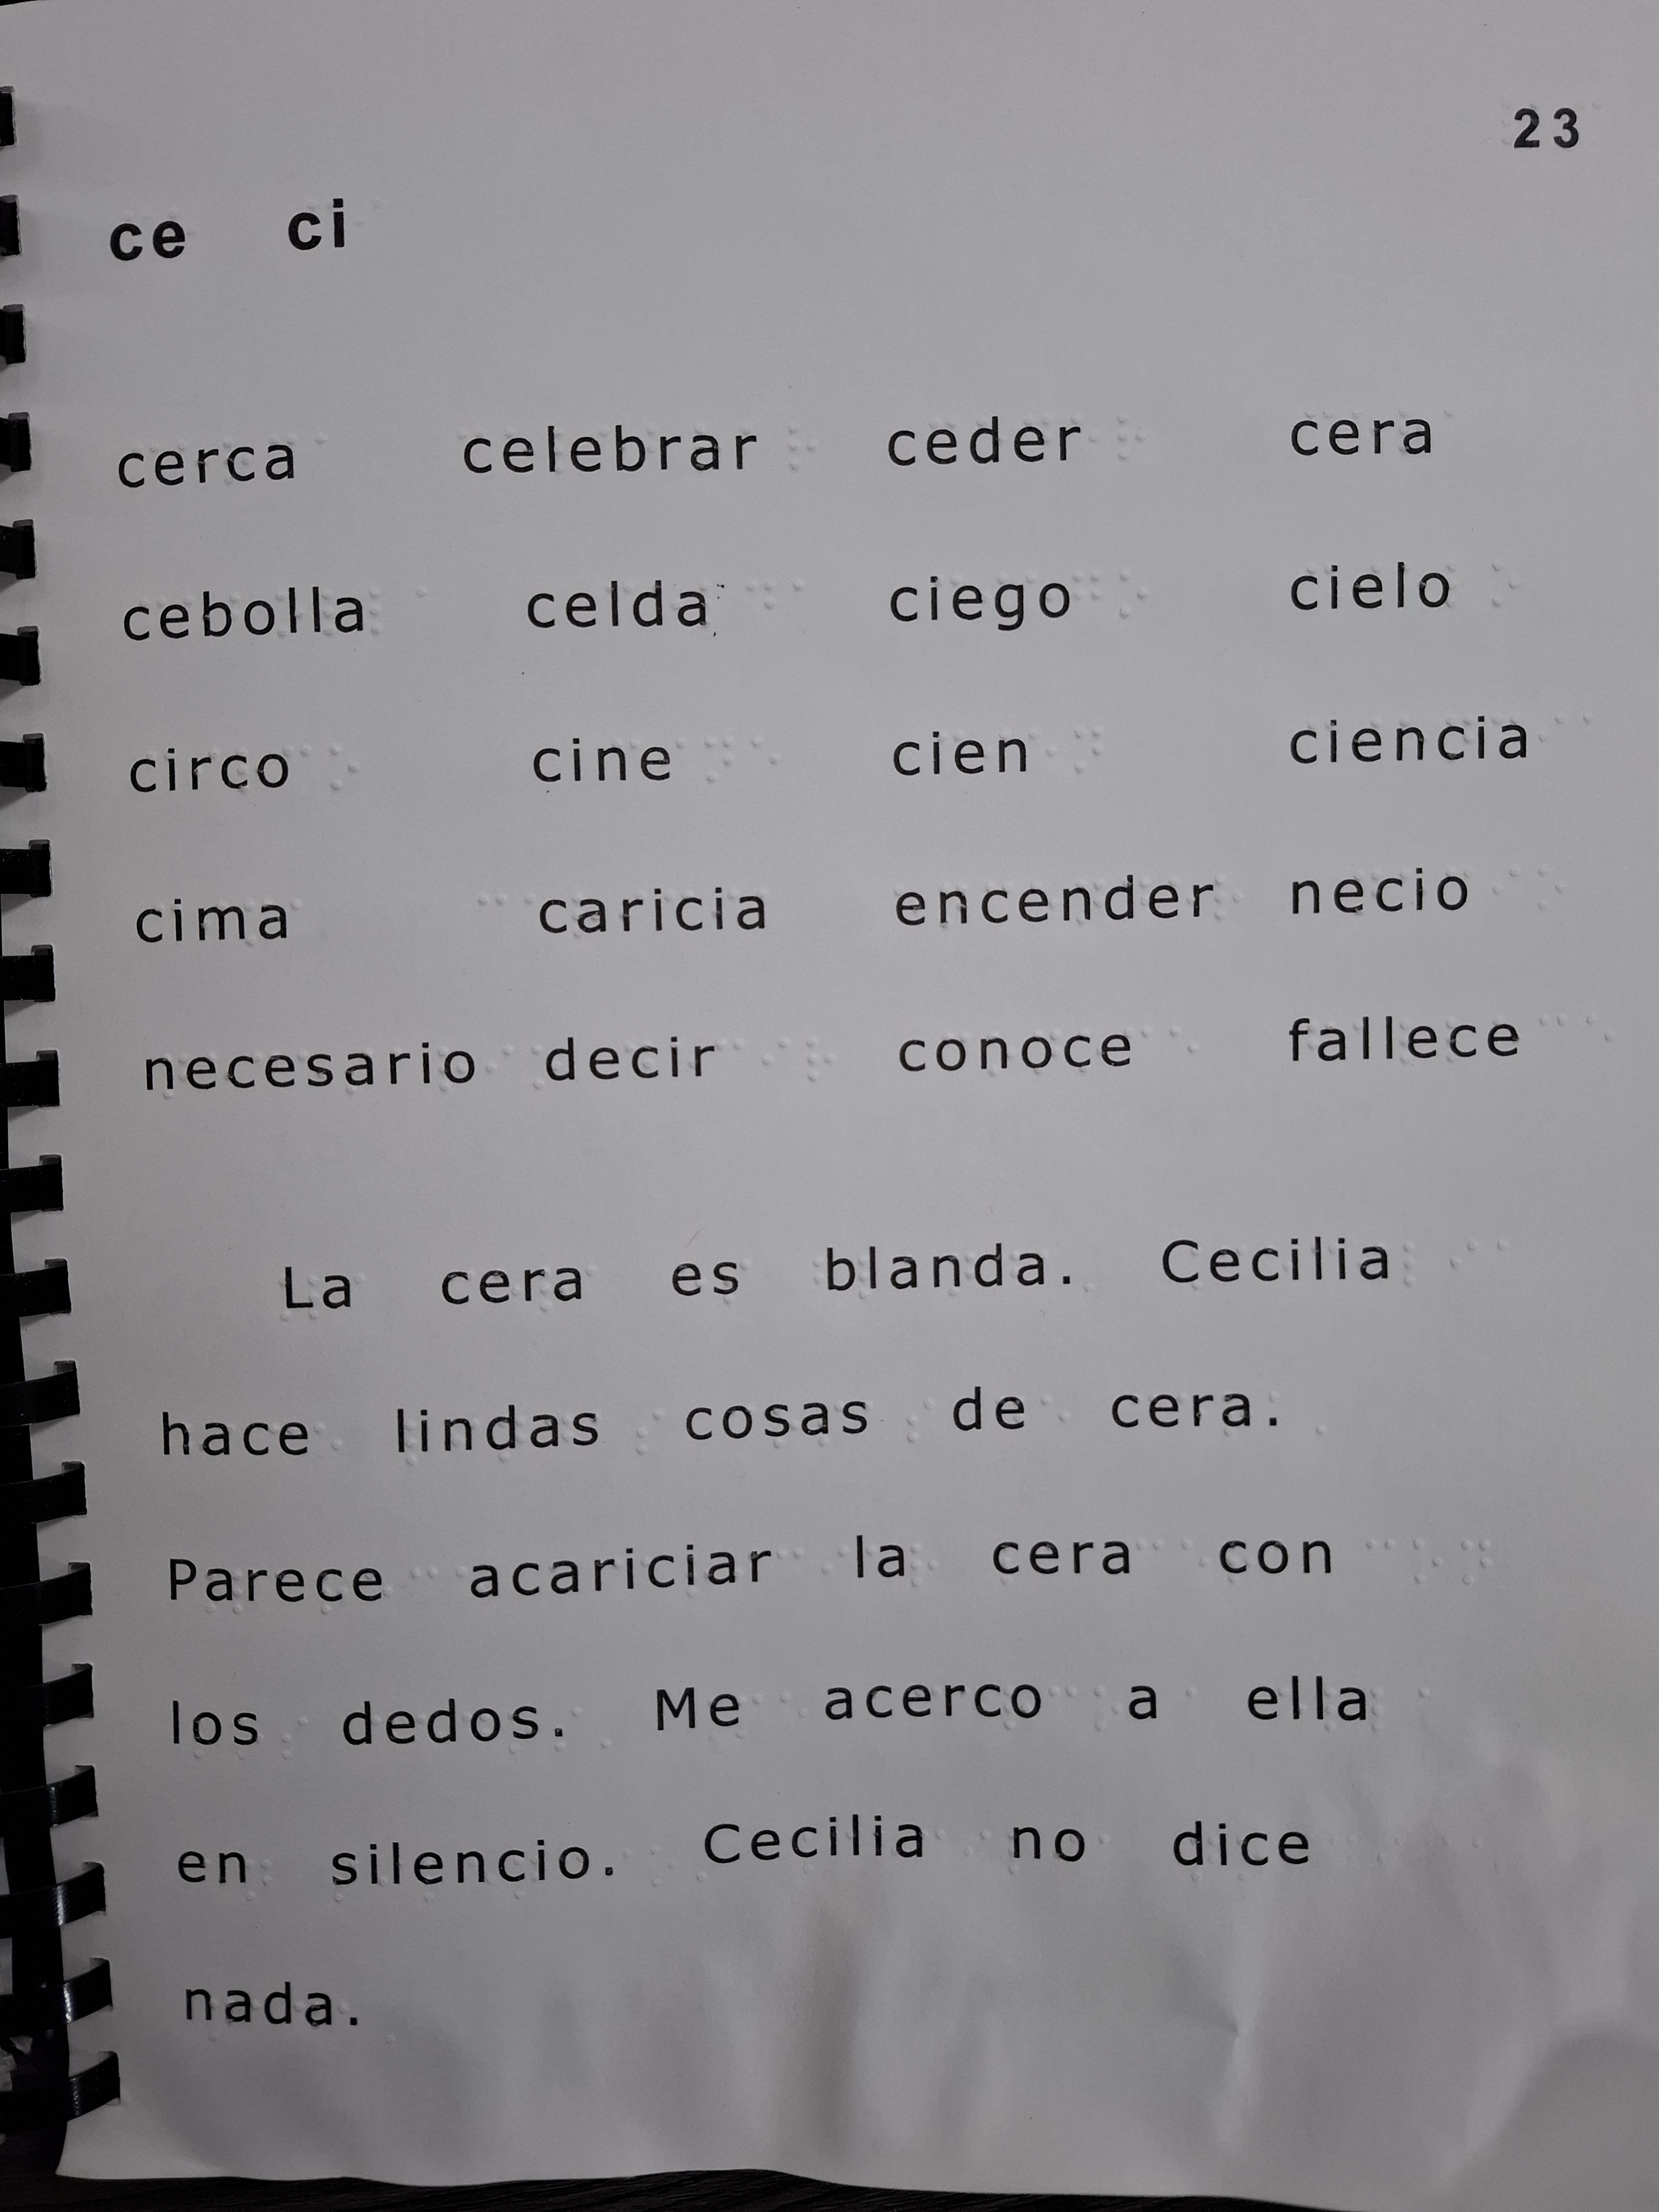 23
ce ci
cerca celebrar ceder cera
cebolla celda ciego cielo
circo cine cien ciencia
cima caricia encender necio
necesario decir conoce fallece
La cera es blanda. Cecilia
hace lindas cosas de cera.
Parece acariciar la cera con
los dedos. Me acerco a ella
en silencio. Cecilia no dice
nada.